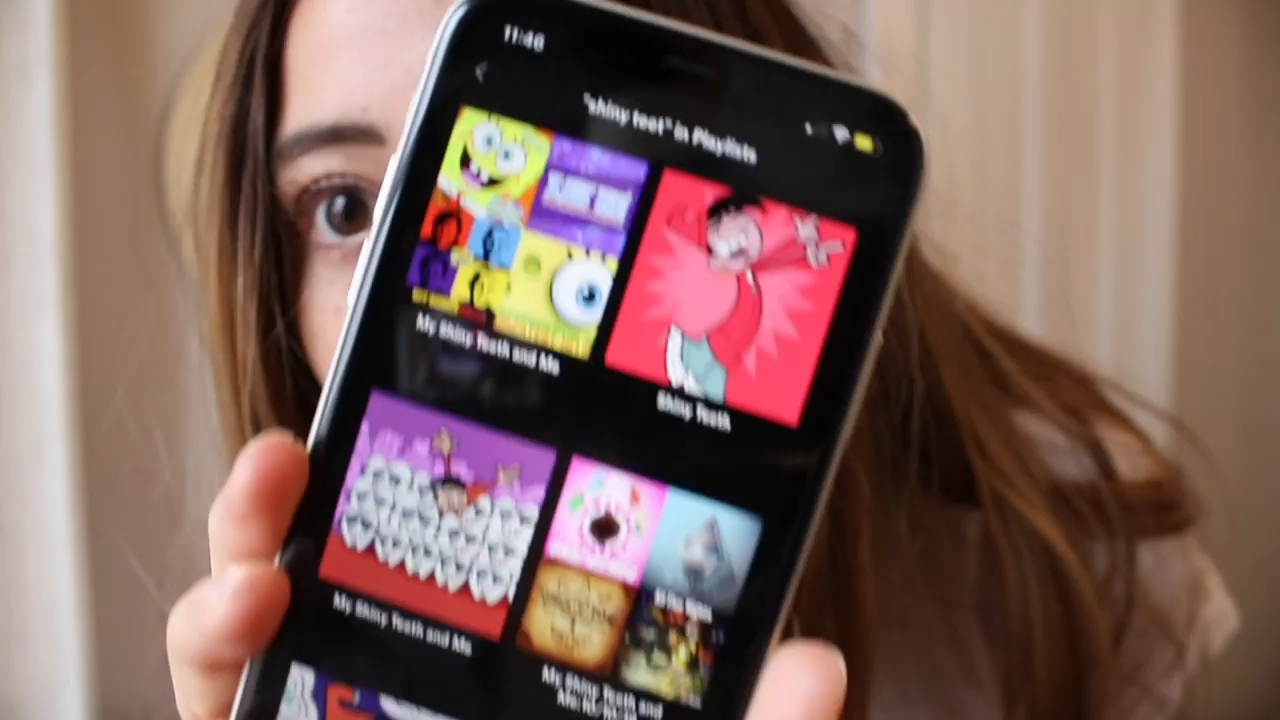 11:46
"shiny teet" in Playlists
My Shiny Teeth and Me
Shiny Teeth
My Shiny Teeth and Me
My Shiny Teeth and